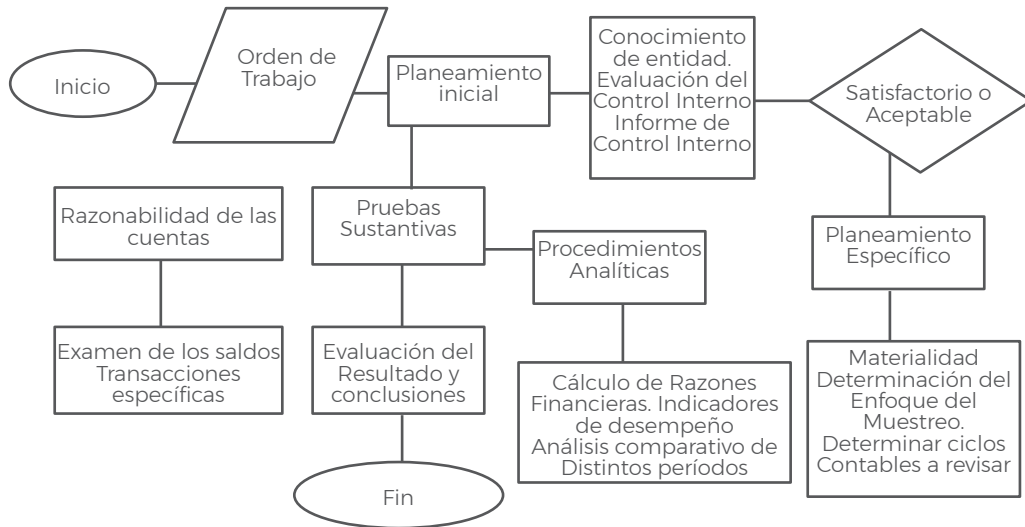 Inicio
Orden de
Trabajo
Planeamiento
inicial
Conocimiento
de entidad.
Evaluación del
Control Interno
Informe de
Control Interno
Satisfactorio o
Aceptable
Razonabilidad de las
cuentas
Pruebas
Sustantivas
Procedimientos
Analíticas
Planeamiento
Específico
Examen de los saldos
Transacciones
específicas
Evaluación del
Resultado y
conclusiones
Cálculo de Razones
Financieras. Indicadores
de desempeño
Análisis comparativo de
Distintos períodos
Materialidad
Determinación del
Enfoque del
Muestreo.
Determinar ciclos
Contables a revisar
Fin